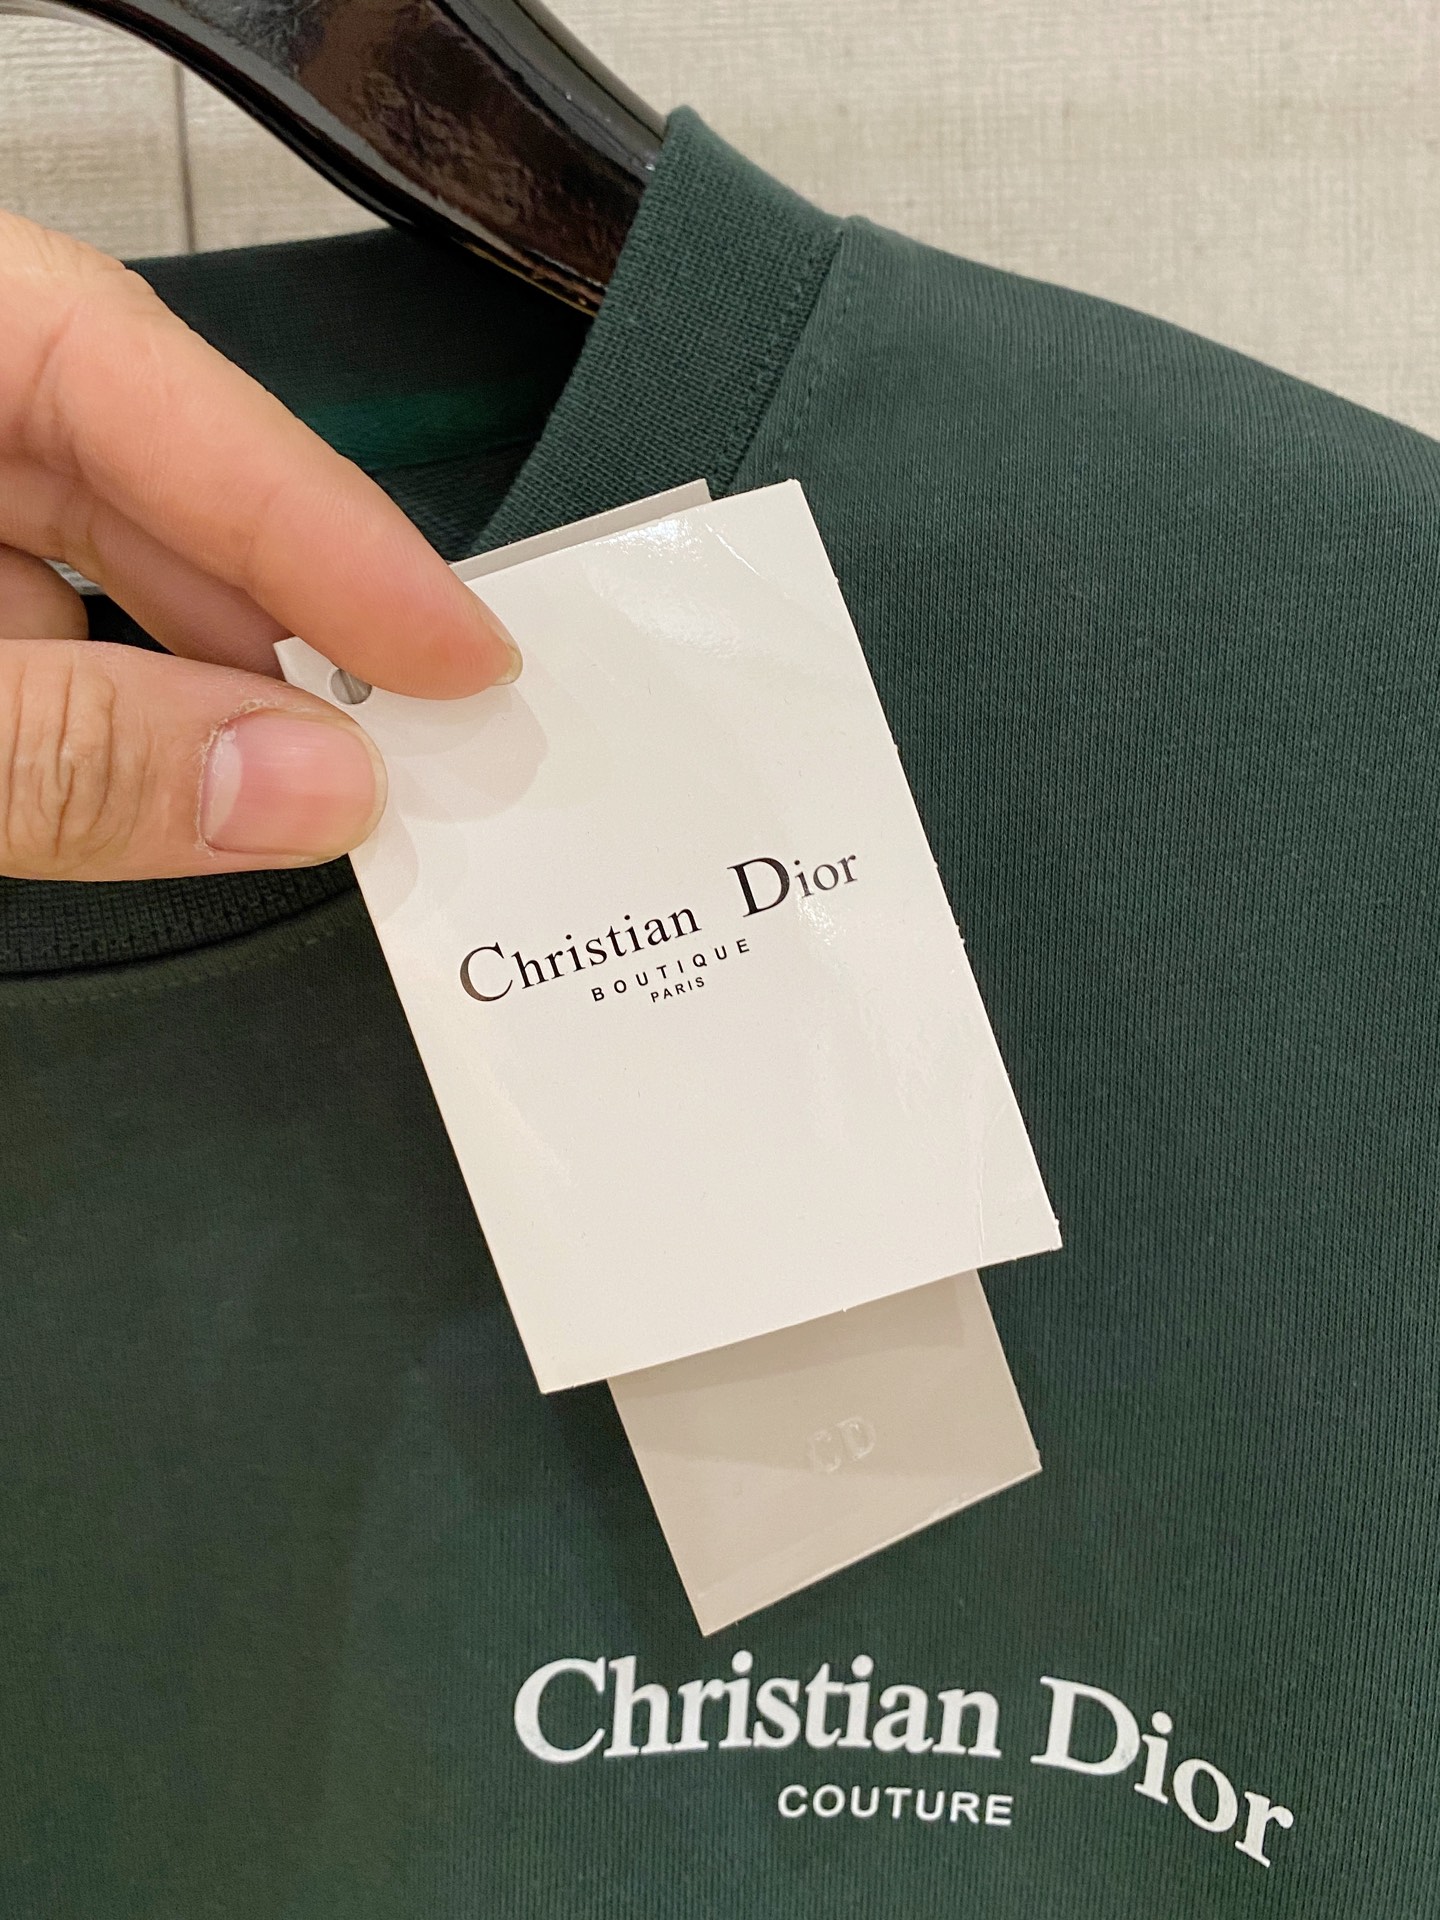 Christian Dior
BOUTIQUE
PARIS
CD
Christian Dior
COUTURE